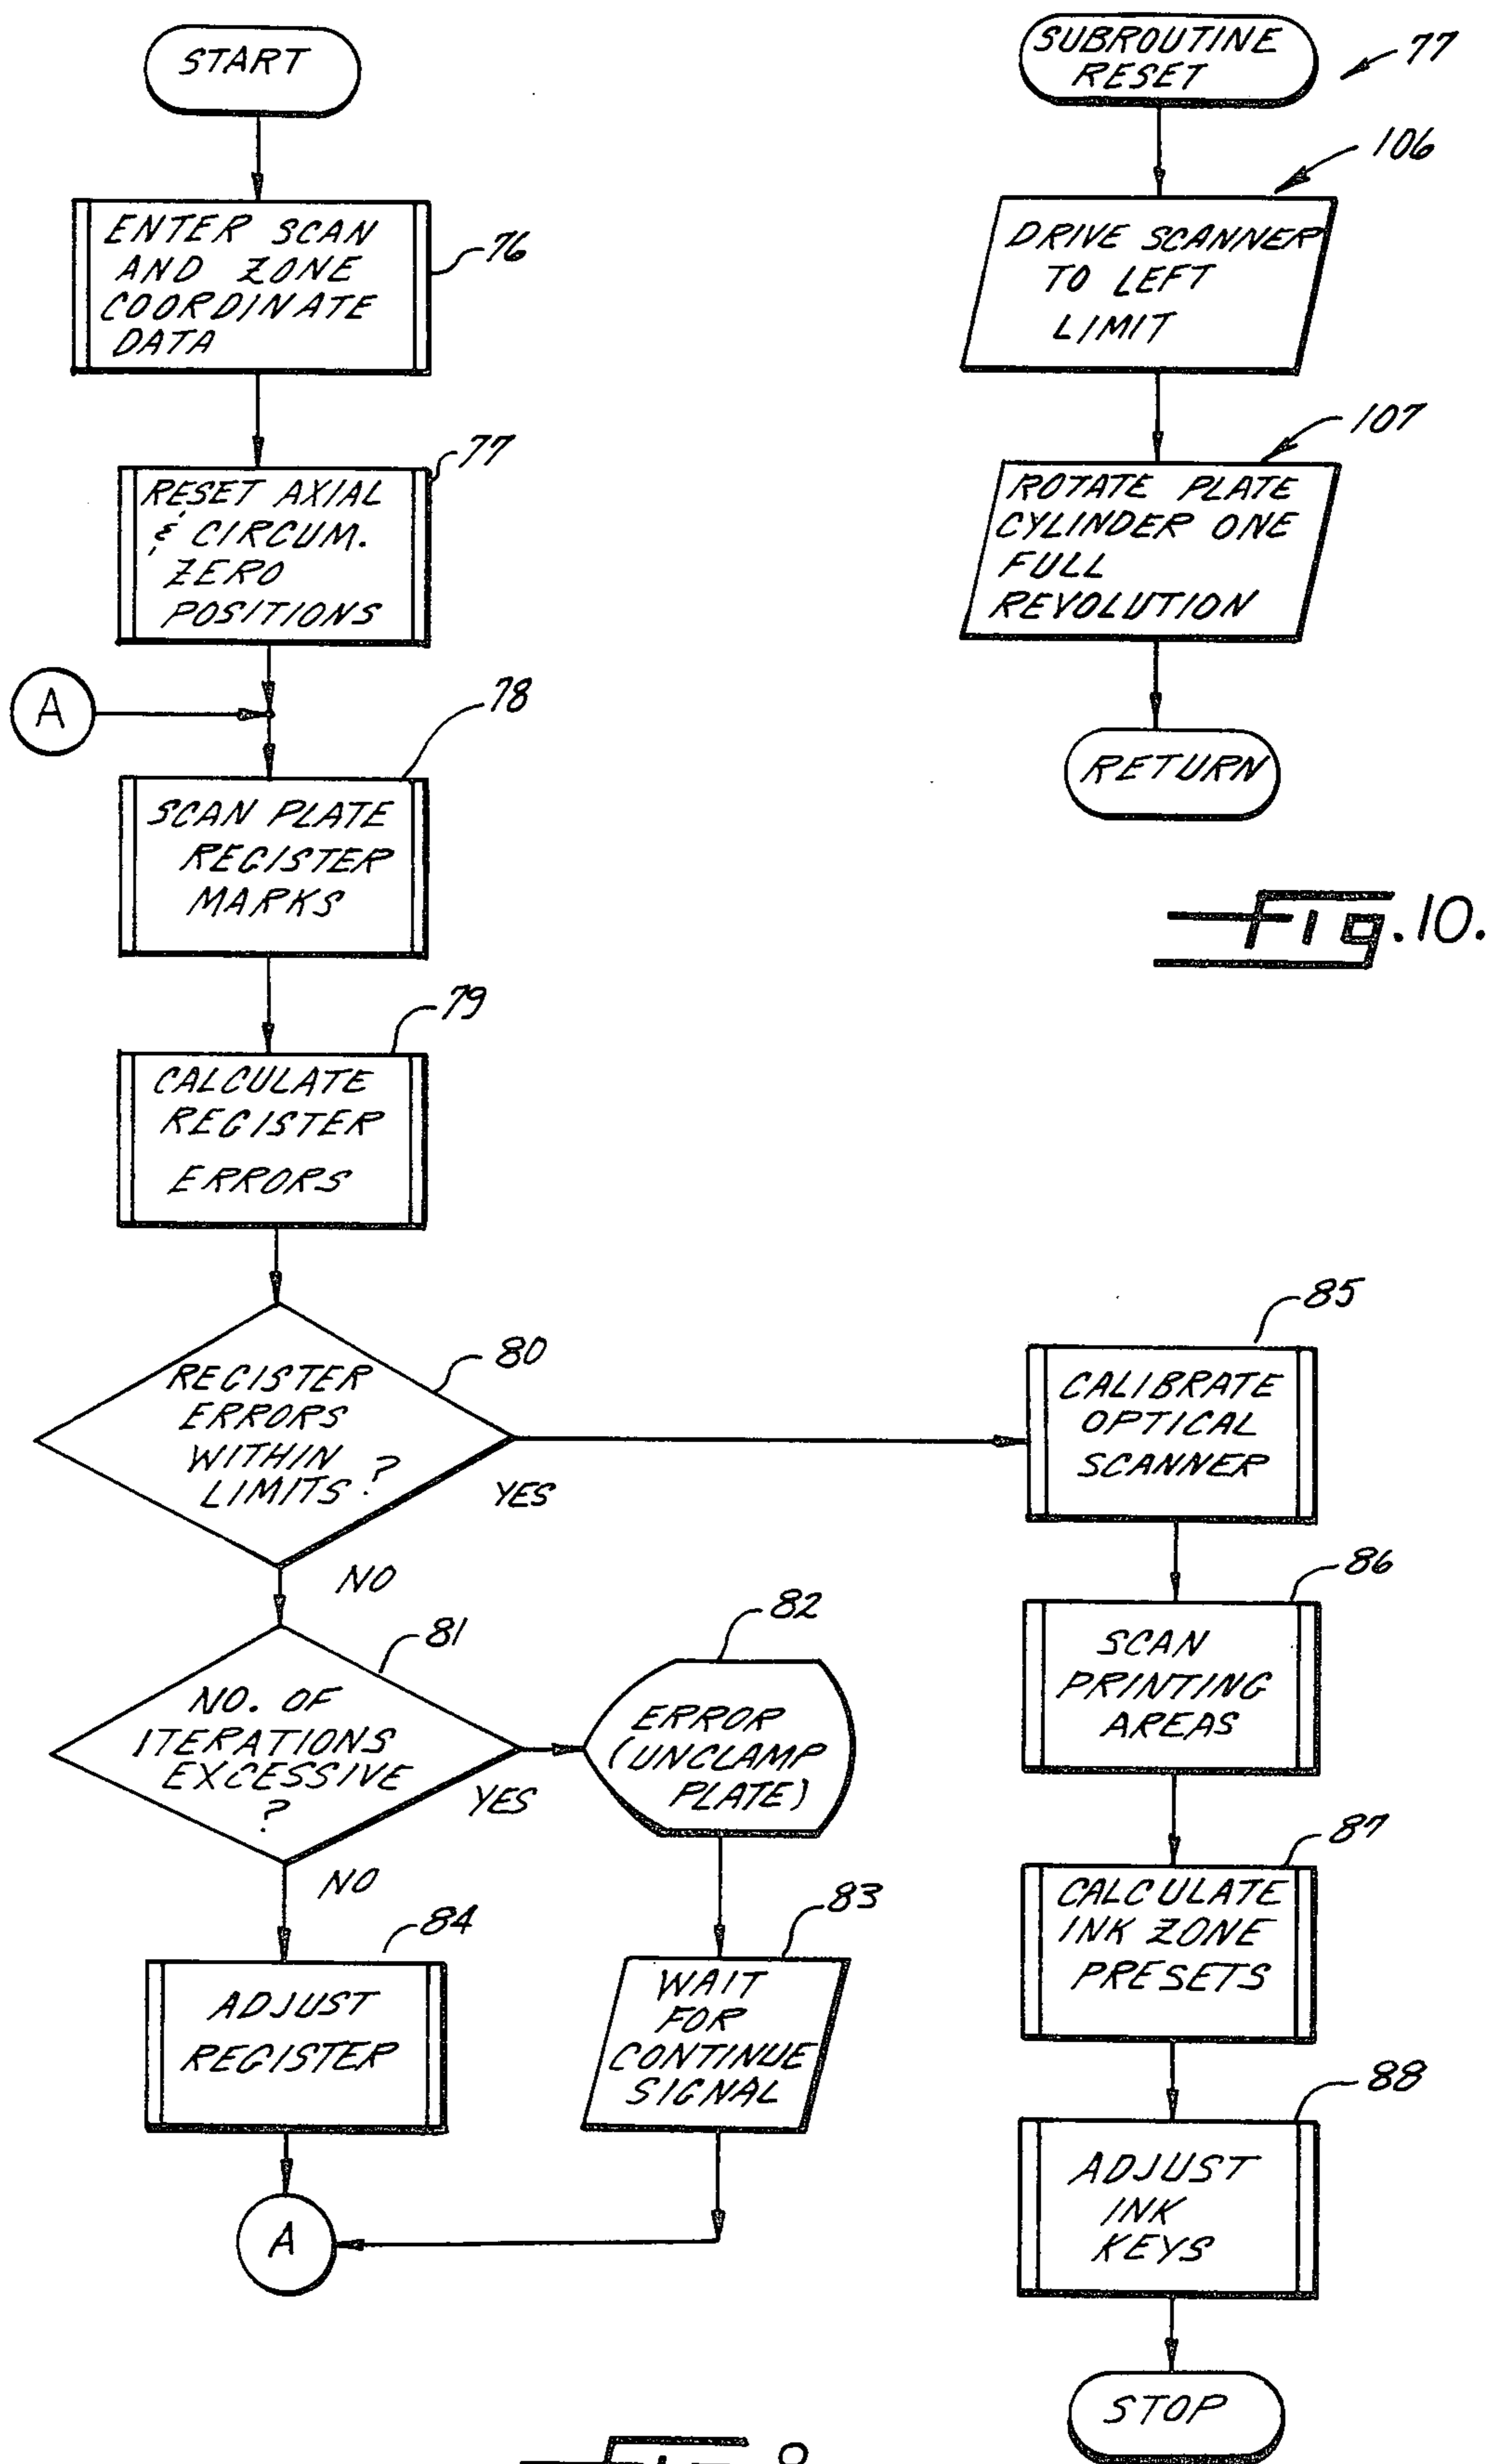 START
ENTER SCAN
AND ZONE
COORDINATE
DATA
76
RESET AXIAL
& CIRCUM.
ZERO
POSITIONS
77
A
SCAN PLATE
REGISTER
MARKS
78
CALCULATE
REGISTER
ERRORS
79
REGISTER
ERRORS
WITHIN
LIMITS ?
80
YES
NO
NO. OF
ITERATIONS
EXCESSIVE
?
81
YES
NO
ERROR
(UNCLAMP
PLATE)
82
WAIT
FOR
CONTINUE
SIGNAL
83
ADJUST
REGISTER
84
A
CALIBRATE
OPTICAL
SCANNER
85
SCAN
PRINTING
AREAS
86
CALCULATE
INK ZONE
PRESETS
87
ADJUST
INK
KEYS
88
STOP
SUBROUTINE
RESET
77
DRIVE SCANNER
TO LEFT
LIMIT
106
ROTATE PLATE
CYLINDER ONE
FULL
REVOLUTION
107
RETURN
Fig.10.